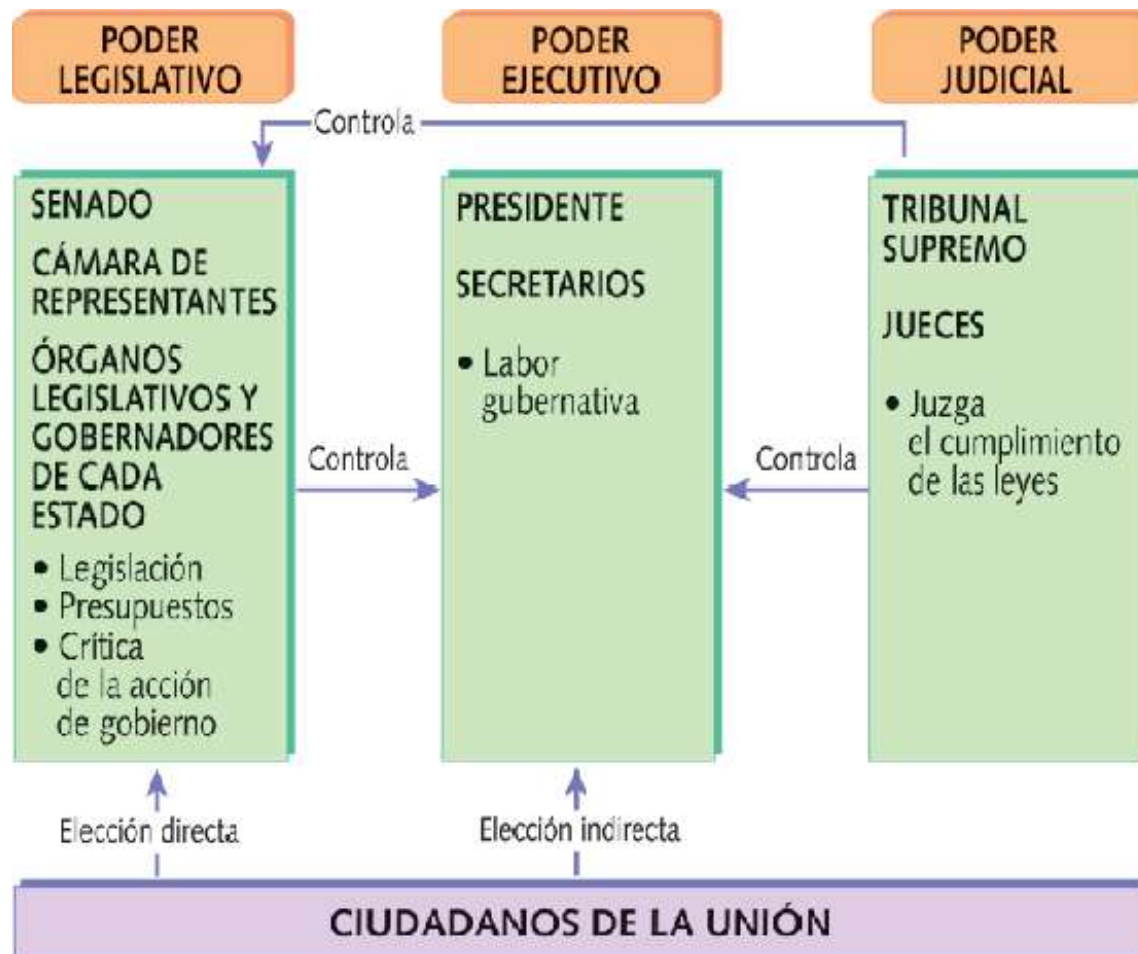 PODER
LEGISLATIVO
PODER
EJECUTIVO
PODER
JUDICIAL
Controla
SENADO
CÁMARA DE
REPRESENTANTES
ÓRGANOS
LEGISLATIVOS Y
GOBERNADORES
DE CADA
ESTADO
• Legislación
• Presupuestos
• Crítica
de la acción
de gobierno
Controla
PRESIDENTE
SECRETARIOS
• Labor
gubernativa
Controla
TRIBUNAL
SUPREMO
JUECES
• Juzga
el cumplimiento
de las leyes
Elección directa
Elección indirecta
CIUDADANOS DE LA UNIÓN